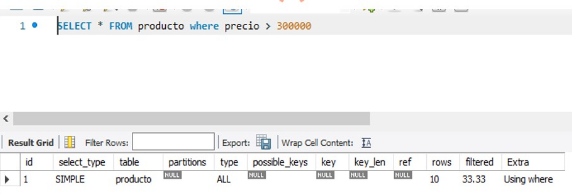 1 SELECT * FROM producto where precio > 300000
Result Grid Filter Rows: Export: Wrap Cell Content: IA
id select_type table partitions type possible_keys key key_len ref rows filtered Extra
1 SIMPLE producto NULL ALL NULL NULL NULL NULL 10 33.33 Using where